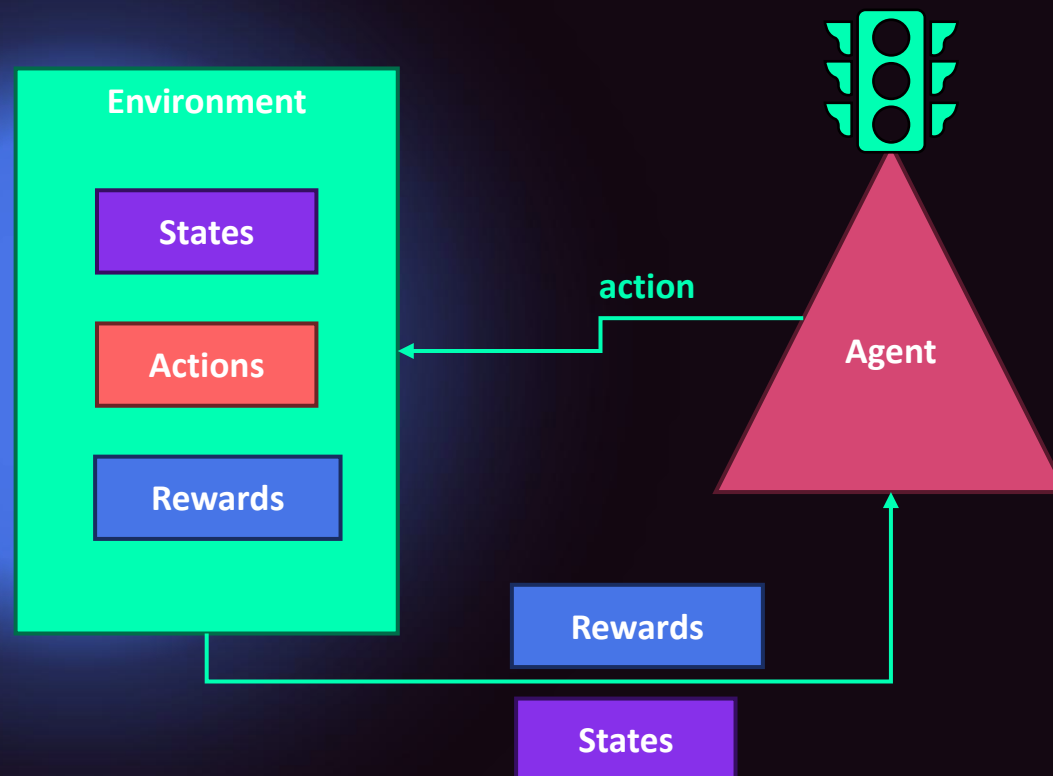 Environment
States
action
Actions
Agent
Rewards
Rewards
States